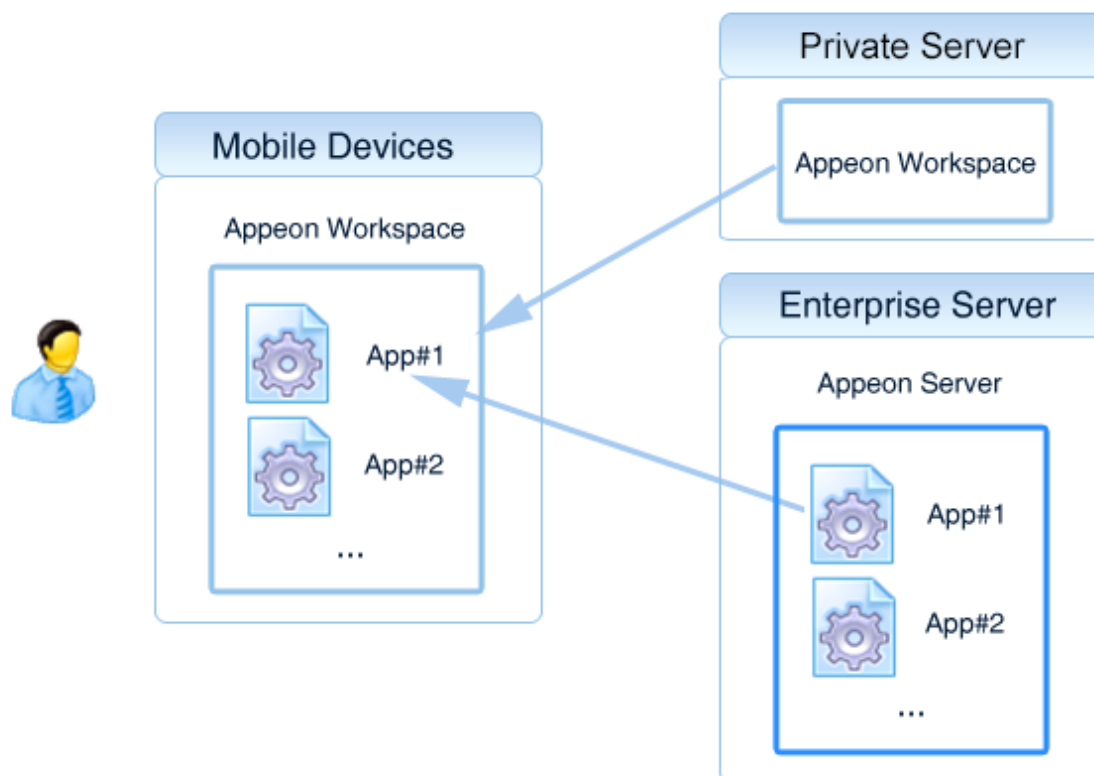 Private Server
Appeon Workspace
Mobile Devices
Appeon Workspace
App#1
App#2
...
Enterprise Server
Appeon Server
App#1
App#2
...